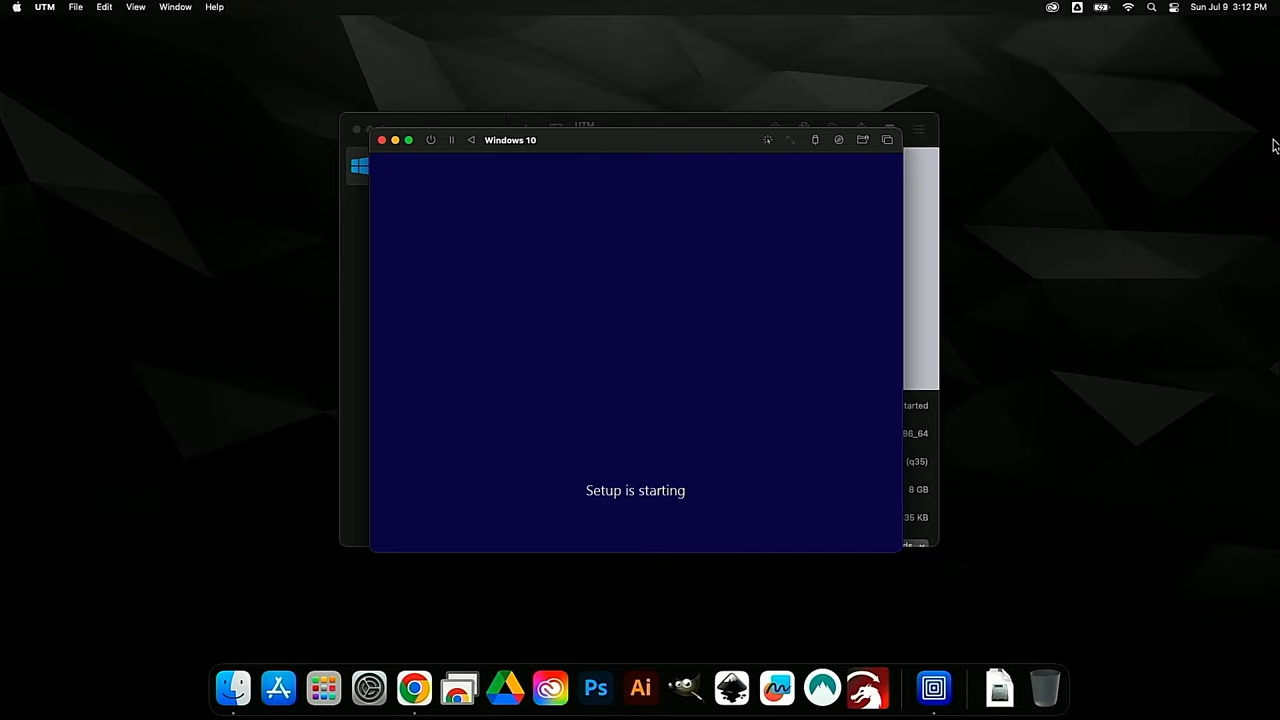 UTM File Edit View Window Help Sun Jul 9 3:12 PM
UTM
Windows 10
Setup is starting
tarted
86_64
(q35)
8 GB
35 KB
Ps
Ai